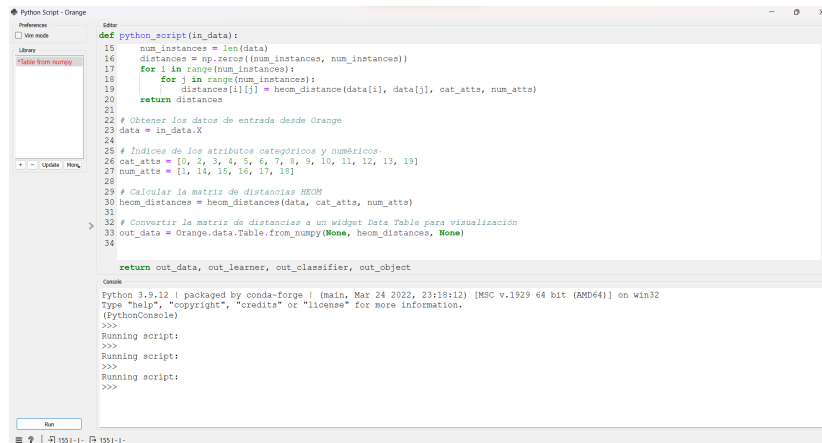 Python Script - Orange
Preferences
Vim mode
Library
*Table from numpy
+ − Update More
Run
155 | - | - 155 | - | -
Editor
def python_script(in_data):
15 num_instances = len(data)
16 distances = np.zeros((num_instances, num_instances))
17 for i in range(num_instances):
18 for j in range(num_instances):
19 distances[i][j] = heom_distance(data[i], data[j], cat_atts, num_atts)
20 return distances
21
22 # Obtener los datos de entrada desde Orange
23 data = in_data.X
24
25 # Índices de los atributos categóricos y numéricos-
26 cat_atts = [0, 2, 3, 4, 5, 6, 7, 8, 9, 10, 11, 12, 13, 19]
27 num_atts = [1, 14, 15, 16, 17, 18]
28
29 # Calcular la matriz de distancias HEOM
30 heom_distances = heom_distances(data, cat_atts, num_atts)
31
32 # Convertir la matriz de distancias a un widget Data Table para visualización
33 out_data = Orange.data.Table.from_numpy(None, heom_distances, None)
34
return out_data, out_learner, out_classifier, out_object
Console
Python 3.9.12 | packaged by conda-forge | (main, Mar 24 2022, 23:18:12) [MSC v.1929 64 bit (AMD64)] on win32
Type "help", "copyright", "credits" or "license" for more information.
(PythonConsole)
>>>
Running script:
>>>
Running script:
>>>
Running script:
>>>